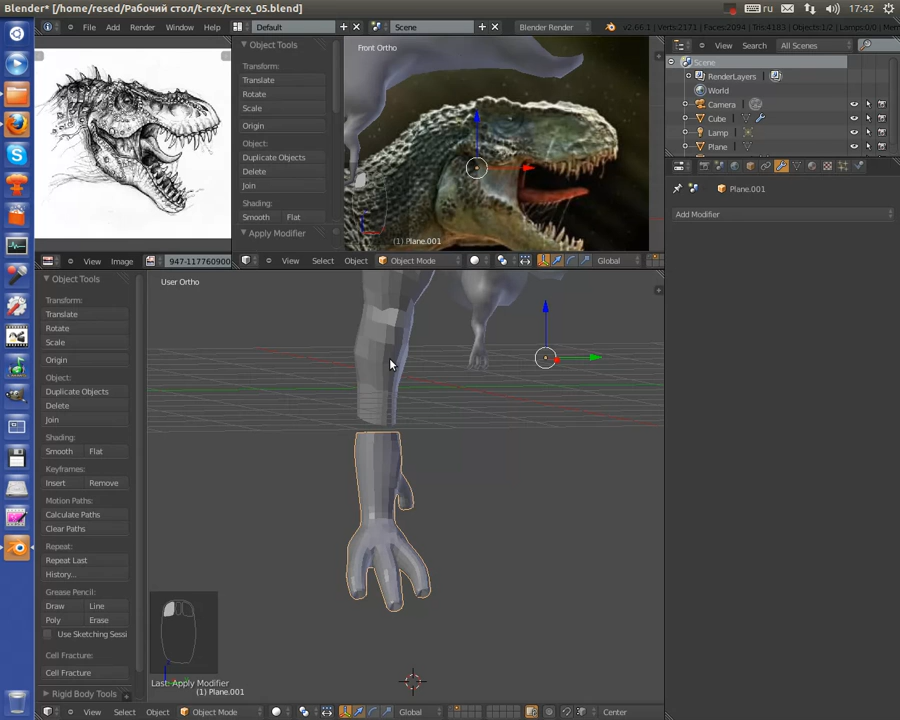 Blender* [/home/resed/Рабочий стол/t-rex/t-rex_05.blend]
ru
17:42
File
Add
Render
Window
Help
Default
Scene
Blender Render
v2.66.1
Verts:2171
Faces:2094
Tris:4183
Objects:1/2
Lamps:0/0
View
Image
947-1177609000
Object Tools
Transform:
Translate
Rotate
Scale
Origin
Object:
Duplicate Objects
Delete
Join
Shading:
Smooth
Flat
Apply Modifier
Front Ortho
(1) Plane.001
View
Select
Object
Object Mode
Global
View
Search
All Scenes
Scene
RenderLayers
World
Camera
Cube
Lamp
Plane
Plane.001
Add Modifier
Object Tools
Transform:
Translate
Rotate
Scale
Origin
Object:
Duplicate Objects
Delete
Join
Shading:
Smooth
Flat
Keyframes:
Insert
Remove
Motion Paths:
Calculate Paths
Clear Paths
Repeat:
Repeat Last
History...
Grease Pencil:
Draw
Line
Poly
Erase
Use Sketching Sessi
Cell Fracture:
Cell Fracture
Rigid Body Tools
User Ortho
Last: Apply Modifier
(1) Plane.001
View
Select
Object
Object Mode
Global
Center